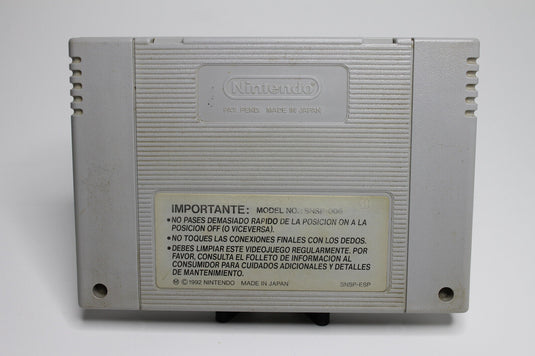 Nintendo
PAT. PEND. MADE IN JAPAN
IMPORTANTE: MODEL NO.: SNSP-006
• NO PASES DEMASIADO RAPIDO DE LA POSICION ON A LA
POSICION OFF (O VICEVERSA).
• NO TOQUES LAS CONEXIONES FINALES CON LOS DEDOS.
• DEBES LIMPIAR ESTE VIDEOJUEGO REGULARMENTE. POR
FAVOR, CONSULTA EL FOLLETO DE INFORMACION AL
CONSUMIDOR PARA CUIDADOS ADICIONALES Y DETALLES
DE MANTENIMIENTO.
Ⓜ © 1992 NINTENDO MADE IN JAPAN SNSP-ESP